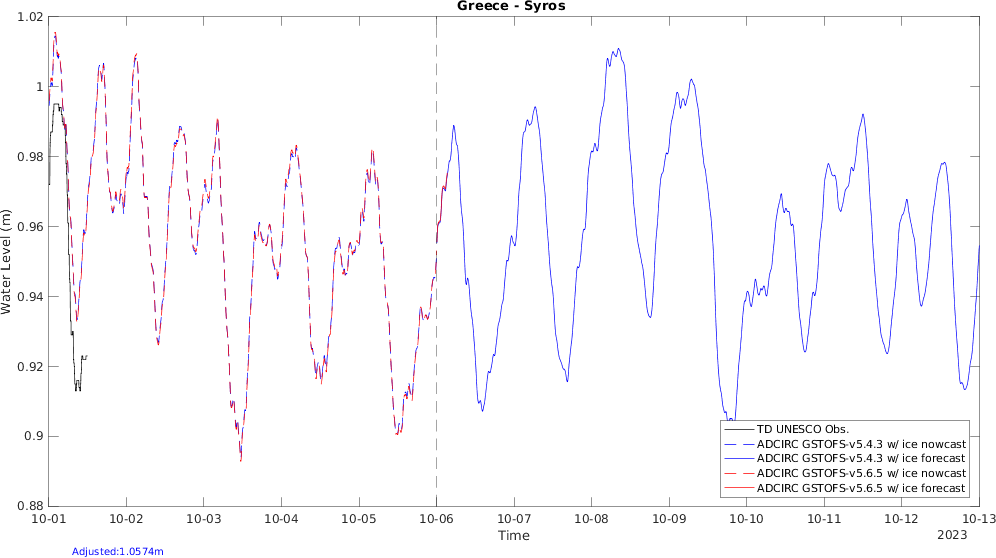 Greece - Syros
Water Level (m)
1.02
1
0.98
0.96
0.94
0.92
0.9
0.88
10-01 10-02 10-03 10-04 10-05 10-06 10-07 10-08 10-09 10-10 10-11 10-12 10-13
Time
2023
TD UNESCO Obs.
ADCIRC GSTOFS-v5.4.3 w/ ice nowcast
ADCIRC GSTOFS-v5.4.3 w/ ice forecast
ADCIRC GSTOFS-v5.6.5 w/ ice nowcast
ADCIRC GSTOFS-v5.6.5 w/ ice forecast
Adjusted:1.0574m